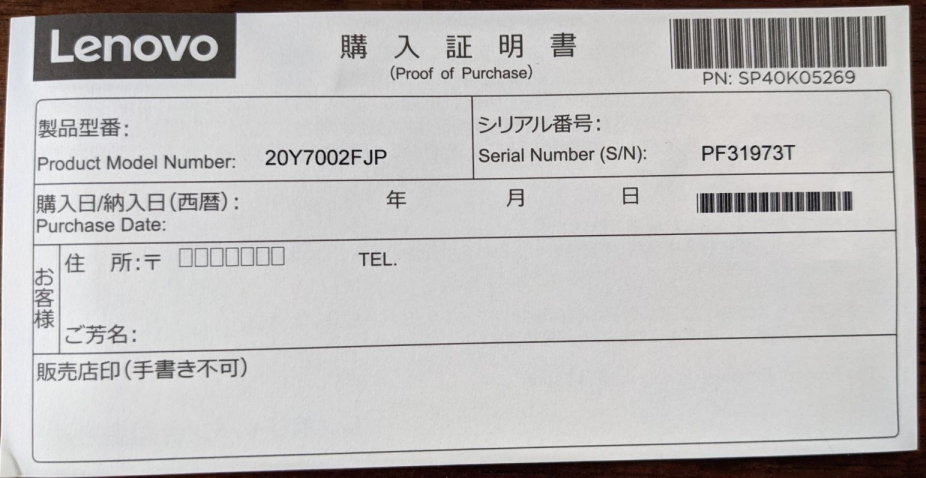 Lenovo
購入証明書
(Proof of Purchase)
PN: SP40K05269
製品型番:
Product Model Number: 20Y7002FJP
シリアル番号:
Serial Number (S/N): PF31973T
購入日/納入日(西暦): 年 月 日
Purchase Date:
お客様
住 所:〒 TEL.
ご芳名:
販売店印(手書き不可)